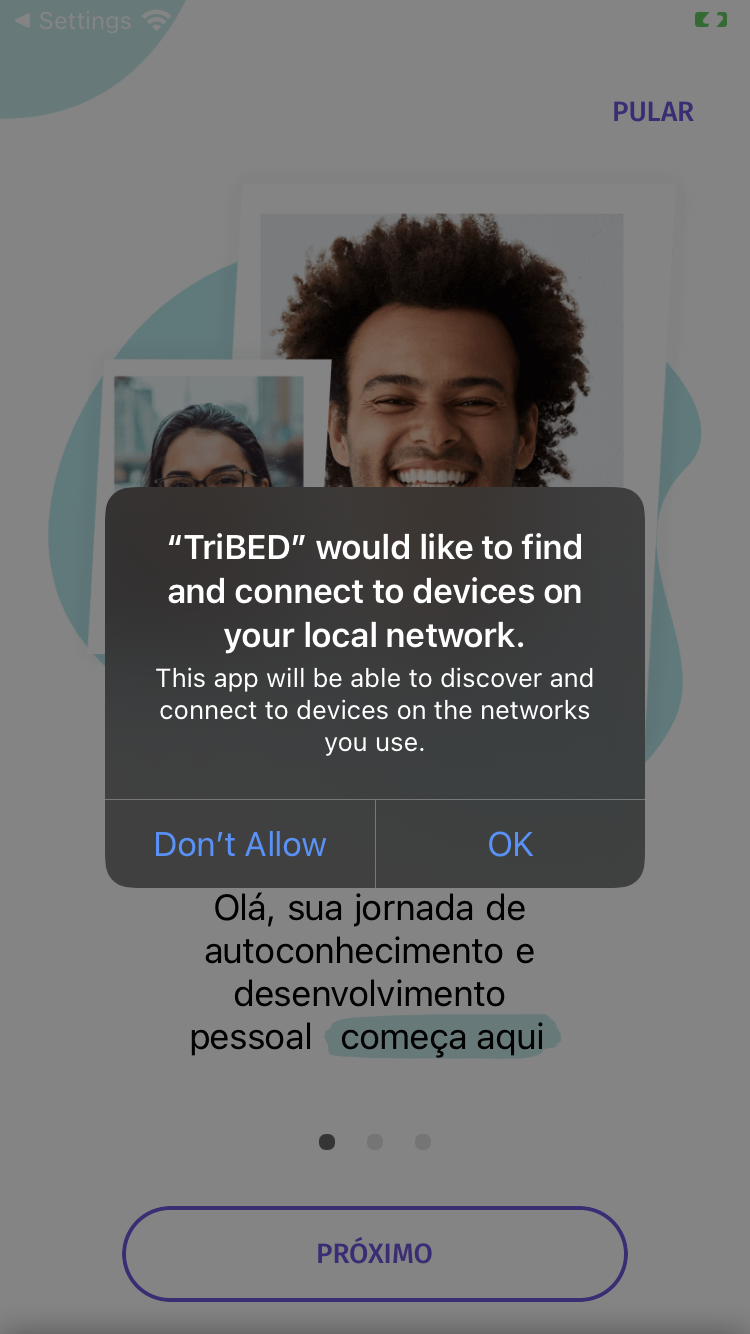 ◀ Settings
PULAR
“TriBED” would like to find
and connect to devices on
your local network.
This app will be able to discover and
connect to devices on the networks
you use.
Don’t Allow
OK
Olá, sua jornada de
autoconhecimento e
desenvolvimento
pessoal começa aqui
PRÓXIMO